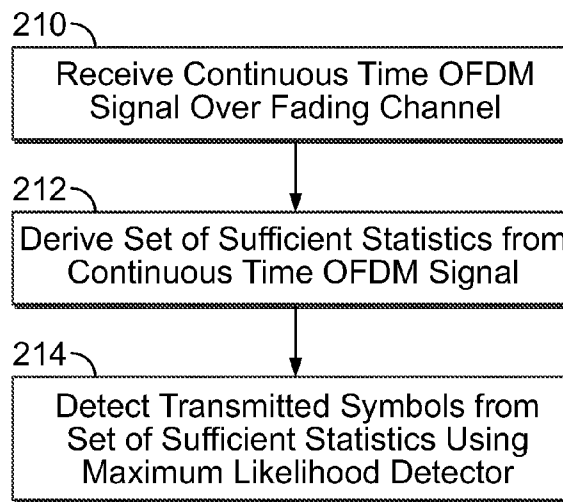 210
Receive Continuous Time OFDM
Signal Over Fading Channel
212
Derive Set of Sufficient Statistics from
Continuous Time OFDM Signal
214
Detect Transmitted Symbols from
Set of Sufficient Statistics Using
Maximum Likelihood Detector